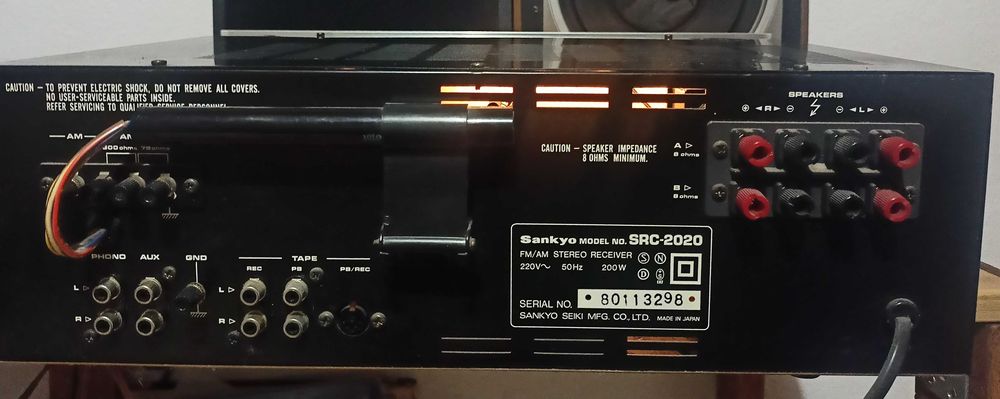 CAUTION – TO PREVENT ELECTRIC SHOCK, DO NOT REMOVE ALL COVERS.
NO USER-SERVICEABLE PARTS INSIDE.
REFER SERVICING TO QUALIFIED SERVICE PERSONNEL.
AM
300 ohms 75 ohms
PHONO AUX GND
TAPE
REC PB PB/REC
L ▷
R ▷
L ▷
R ▷
CAUTION – SPEAKER IMPEDANCE
8 OHMS MINIMUM.
SPEAKERS
⊕ ◄R► ⊖ ⊖ ◄L► ⊕
A ▷
8 ohms
B ▷
8 ohms
Sankyo MODEL NO. SRC-2020
FM/AM STEREO RECEIVER S N
220V~ 50Hz 200W D
SERIAL NO. 80113298
SANKYO SEIKI MFG. CO., LTD. MADE IN JAPAN